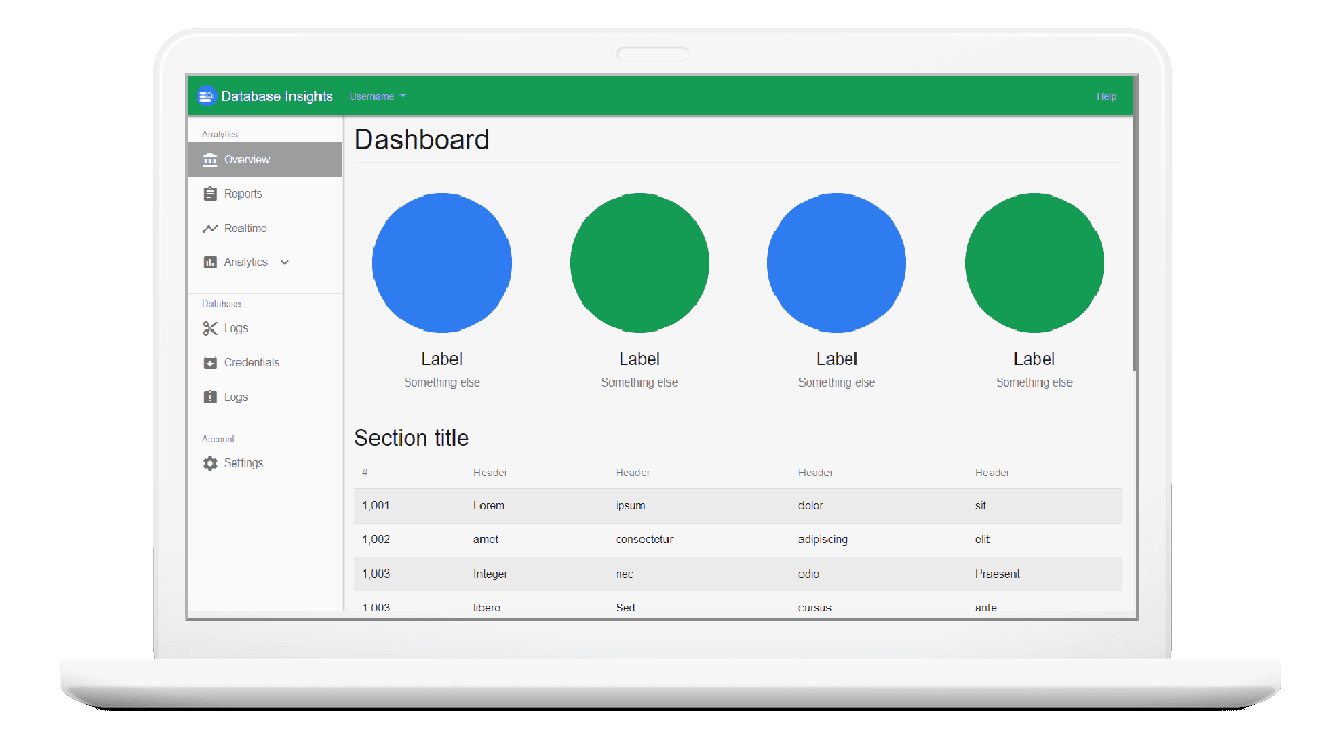 Database Insights Username Help
Analytics
Overview
Reports
Realtime
Analytics
Database
Logs
Credentials
Logs
Account
Settings
Dashboard
Label Label Label Label
Something else Something else Something else Something else
Section title
# Header Header Header Header
1,001 Lorem ipsum dolor sit
1,002 amet consectetur adipiscing elit
1,003 Integer nec odio Praesent
1,003 libero Sed cursus ante